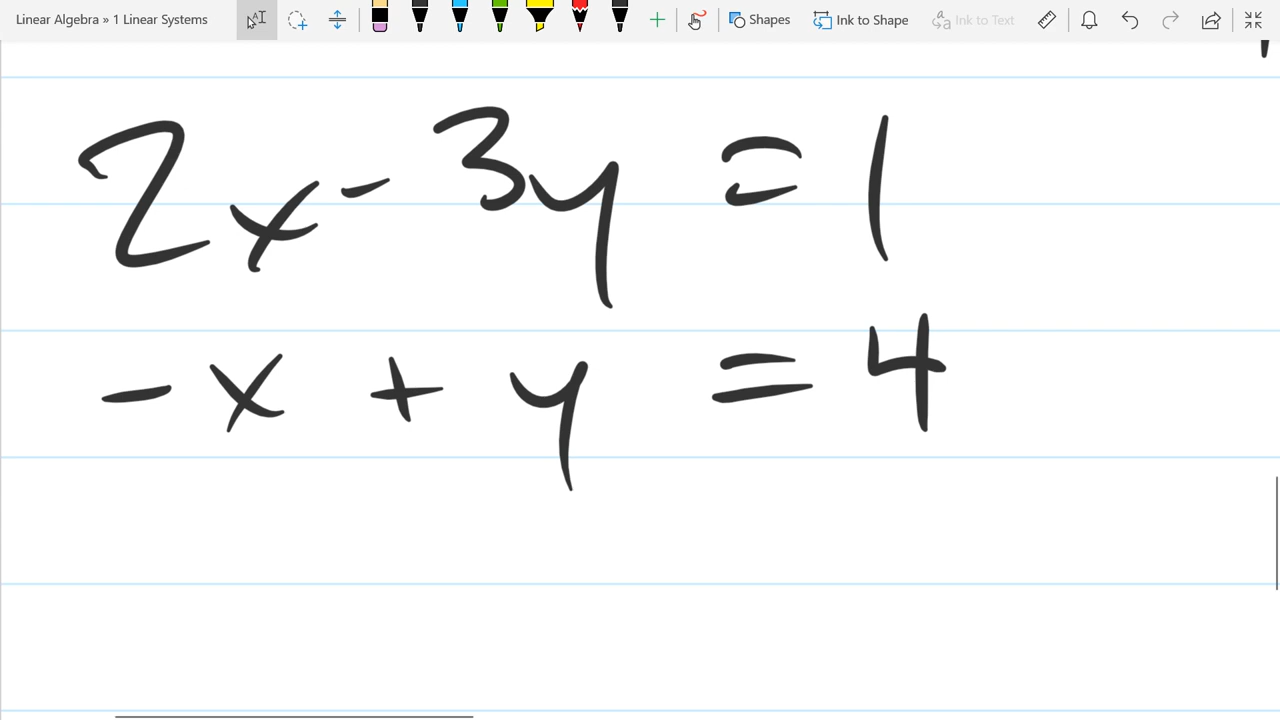 Linear Algebra » 1 Linear Systems Shapes Ink to Shape Ink to Text
2x - 3y = 1
- x + y = 4